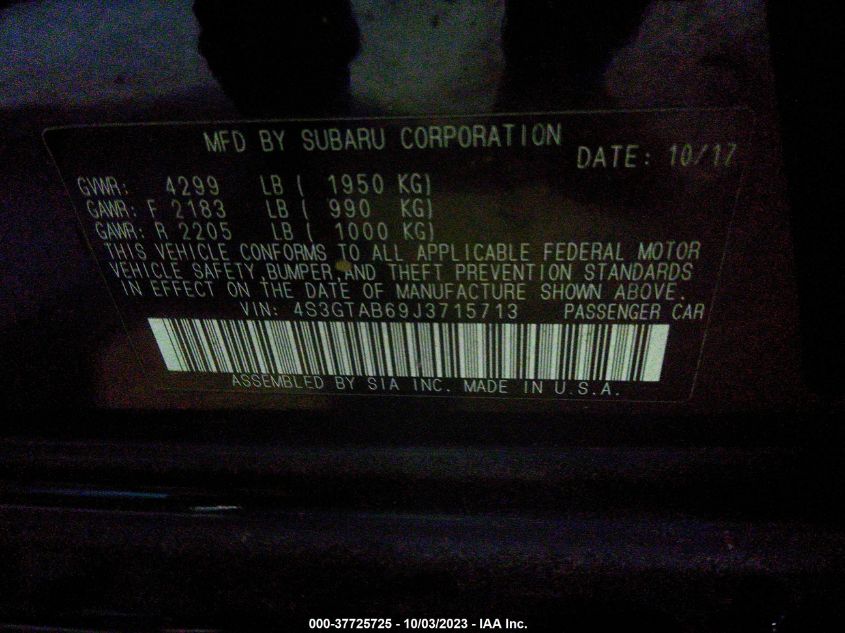 MFD BY SUBARU CORPORATION
DATE: 10/17
GVWR: 4299 LB ( 1950 KG)
GAWR: F 2183 LB ( 990 KG)
GAWR: R 2205 LB ( 1000 KG)
THIS VEHICLE CONFORMS TO ALL APPLICABLE FEDERAL MOTOR
VEHICLE SAFETY,BUMPER,AND THEFT PREVENTION STANDARDS
IN EFFECT ON THE DATE OF MANUFACTURE SHOWN ABOVE.
VIN: 4S3GTAB69J3715713 PASSENGER CAR
ASSEMBLED BY SIA INC. MADE IN U.S.A.
000-37725725 - 10/03/2023 - IAA Inc.